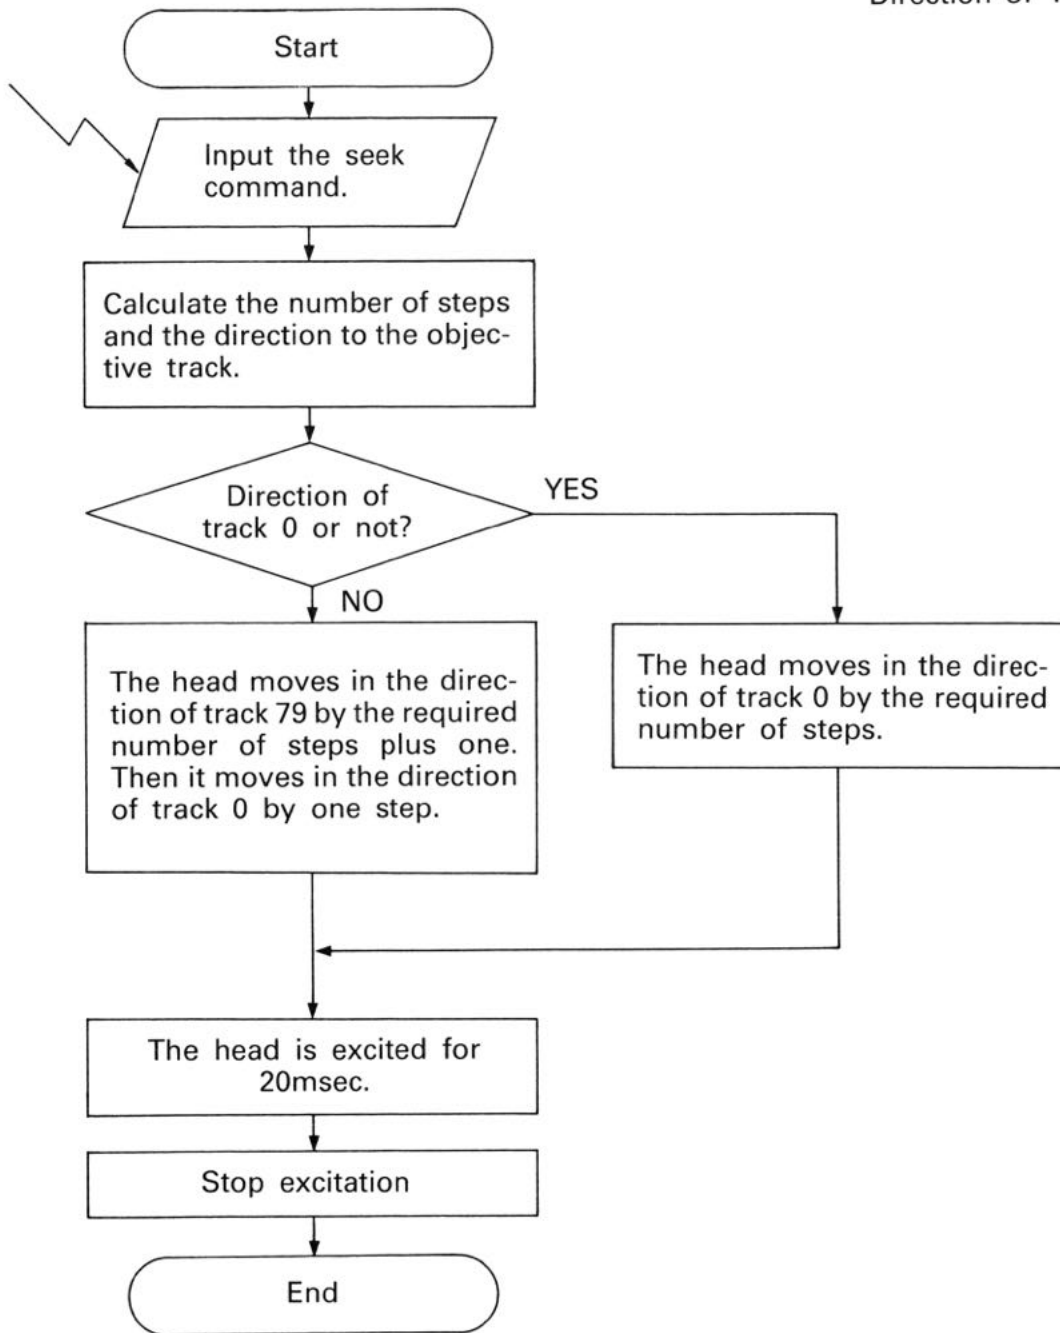 Start
Input the seek
command.
Calculate the number of steps
and the direction to the objec-
tive track.
Direction of
track 0 or not?
YES
NO
The head moves in the direc-
tion of track 79 by the required
number of steps plus one.
Then it moves in the direction
of track 0 by one step.
The head moves in the direc-
tion of track 0 by the required
number of steps.
The head is excited for
20msec.
Stop excitation
End